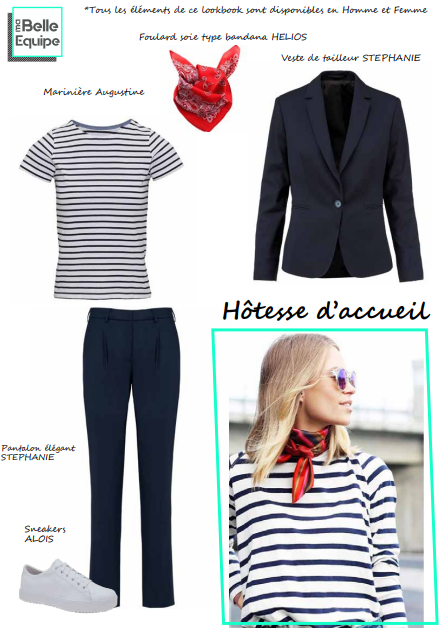 *Tous les éléments de ce lookbook sont disponibles en Homme et Femme
ma
Belle
Equipe
Foulard soie type bandana HELIOS
Veste de tailleur STEPHANIE
Marinière Augustine
Hôtesse d'accueil
Pantalon élégant
STEPHANIE
Sneakers
ALOIS